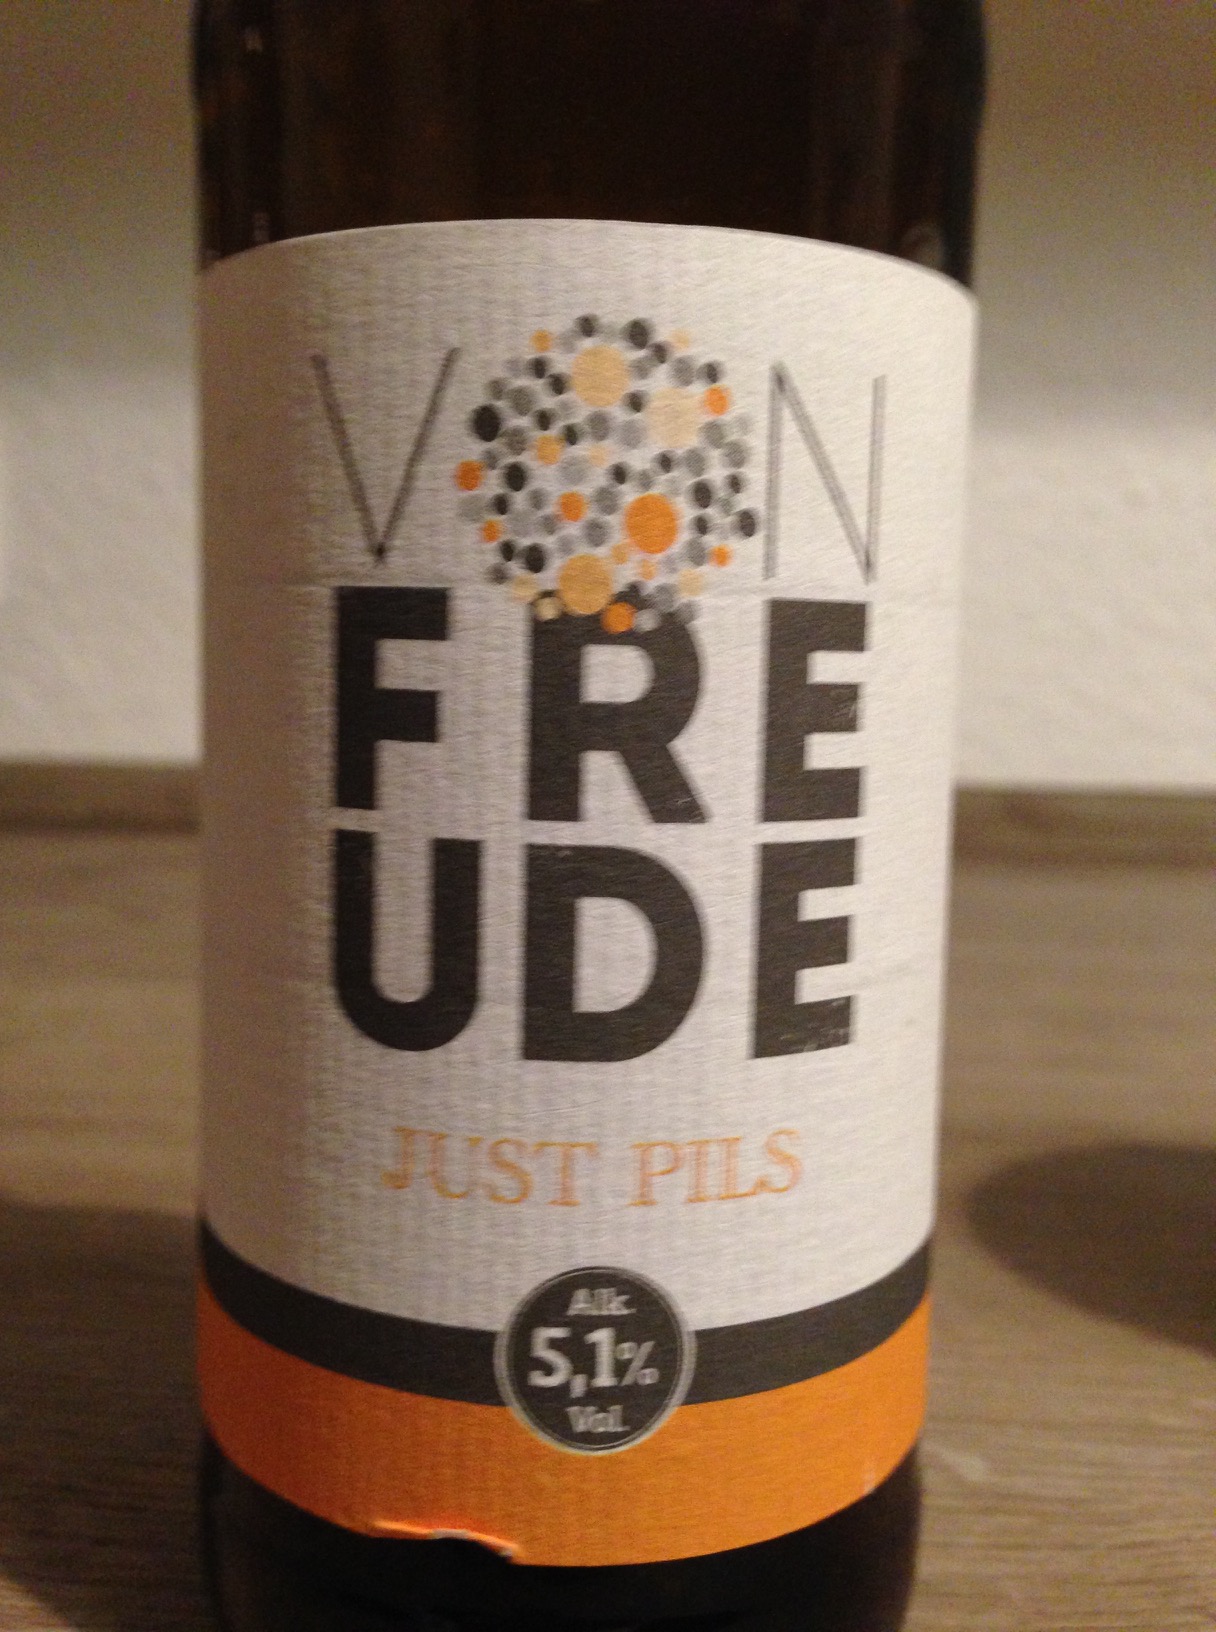 VON
FRE
UDE
JUST PILS
Alk.
5,1%
Vol.